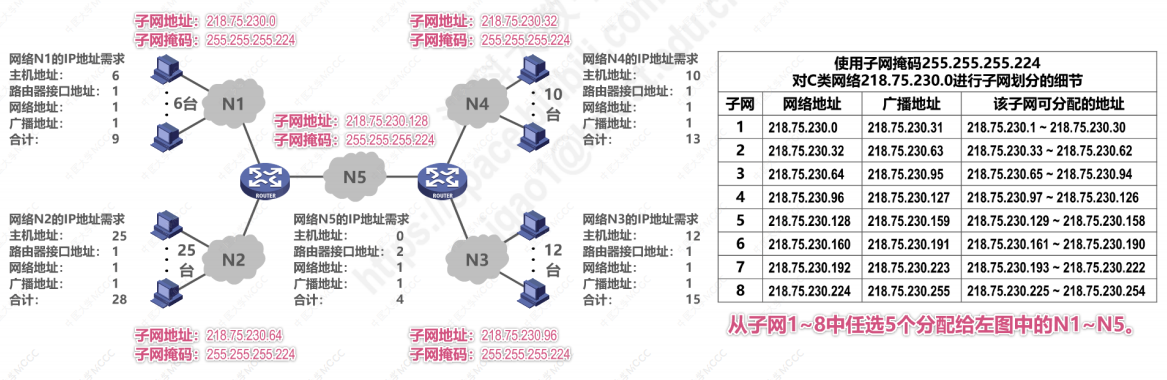 子网地址：218.75.230.0
子网掩码：255.255.255.224
子网地址：218.75.230.32
子网掩码：255.255.255.224
网络N1的IP地址需求
主机地址： 6
路由器接口地址： 1
网络地址： 1
广播地址： 1
合计： 9
6台
N1
N4
10台
网络N4的IP地址需求
主机地址： 10
路由器接口地址： 1
网络地址： 1
广播地址： 1
合计： 13
子网地址：218.75.230.128
子网掩码：255.255.255.224
N5
ROUTER
ROUTER
网络N2的IP地址需求
主机地址： 25
路由器接口地址： 1
网络地址： 1
广播地址： 1
合计： 28
25台
N2
网络N5的IP地址需求
主机地址： 0
路由器接口地址： 2
网络地址： 1
广播地址： 1
合计： 4
N3
12台
网络N3的IP地址需求
主机地址： 12
路由器接口地址： 1
网络地址： 1
广播地址： 1
合计： 15
子网地址：218.75.230.64
子网掩码：255.255.255.224
子网地址：218.75.230.96
子网掩码：255.255.255.224
使用子网掩码255.255.255.224
对C类网络218.75.230.0进行子网划分的细节
子网 网络地址 广播地址 该子网可分配的地址
1 218.75.230.0 218.75.230.31 218.75.230.1 ~ 218.75.230.30
2 218.75.230.32 218.75.230.63 218.75.230.33 ~ 218.75.230.62
3 218.75.230.64 218.75.230.95 218.75.230.65 ~ 218.75.230.94
4 218.75.230.96 218.75.230.127 218.75.230.97 ~ 218.75.230.126
5 218.75.230.128 218.75.230.159 218.75.230.129 ~ 218.75.230.158
6 218.75.230.160 218.75.230.191 218.75.230.161 ~ 218.75.230.190
7 218.75.230.192 218.75.230.223 218.75.230.193 ~ 218.75.230.222
8 218.75.230.224 218.75.230.255 218.75.230.225 ~ 218.75.230.254
从子网1~8中任选5个分配给左图中的N1~N5。